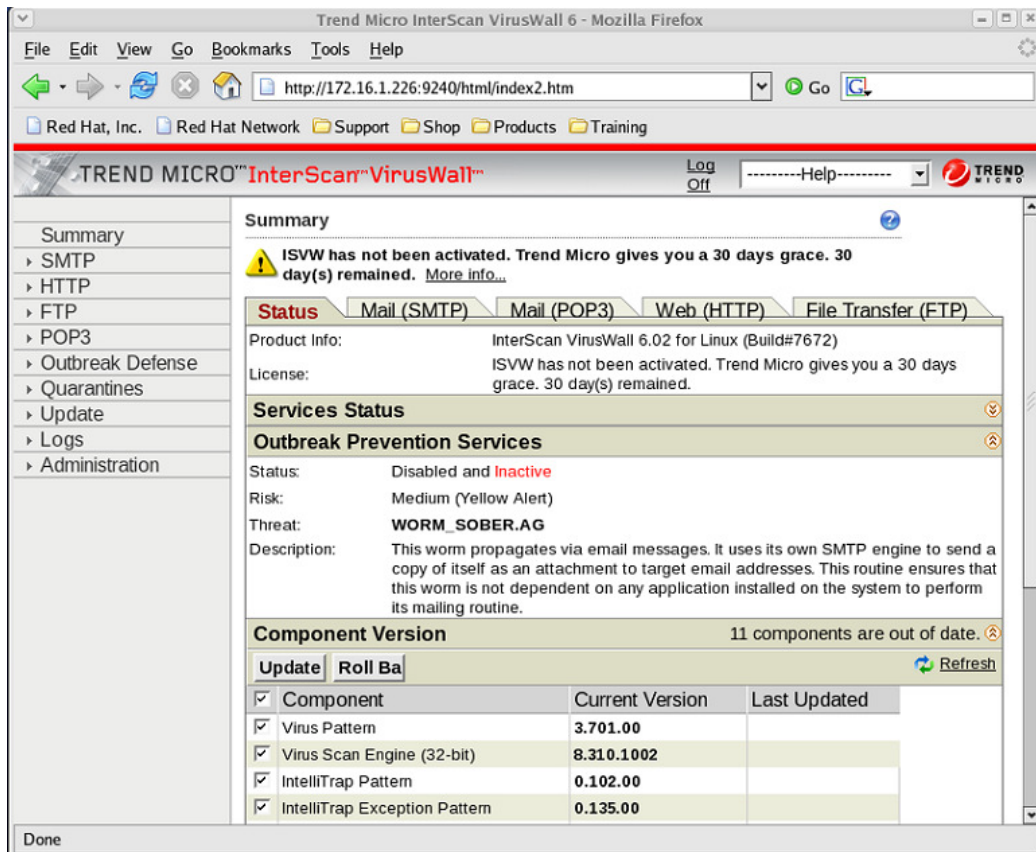 Trend Micro InterScan VirusWall 6 - Mozilla Firefox
File Edit View Go Bookmarks Tools Help
http://172.16.1.226:9240/html/index2.htm Go G
Red Hat, Inc. Red Hat Network Support Shop Products Training
TREND MICRO™ InterScan™ VirusWall™ Log Off ---------Help--------- TREND MICRO
Summary
SMTP
HTTP
FTP
POP3
Outbreak Defense
Quarantines
Update
Logs
Administration
Summary
ISVW has not been activated. Trend Micro gives you a 30 days grace. 30
day(s) remained. More info...
Status Mail (SMTP) Mail (POP3) Web (HTTP) File Transfer (FTP)
Product Info: InterScan VirusWall 6.02 for Linux (Build#7672)
License: ISVW has not been activated. Trend Micro gives you a 30 days
grace. 30 day(s) remained.
Services Status
Outbreak Prevention Services
Status: Disabled and Inactive
Risk: Medium (Yellow Alert)
Threat: WORM_SOBER.AG
Description: This worm propagates via email messages. It uses its own SMTP engine to send a
copy of itself as an attachment to target email addresses. This routine ensures that
this worm is not dependent on any application installed on the system to perform
its mailing routine.
Component Version 11 components are out of date.
Update Roll Ba Refresh
Component Current Version Last Updated
Virus Pattern 3.701.00
Virus Scan Engine (32-bit) 8.310.1002
IntelliTrap Pattern 0.102.00
IntelliTrap Exception Pattern 0.135.00
Done